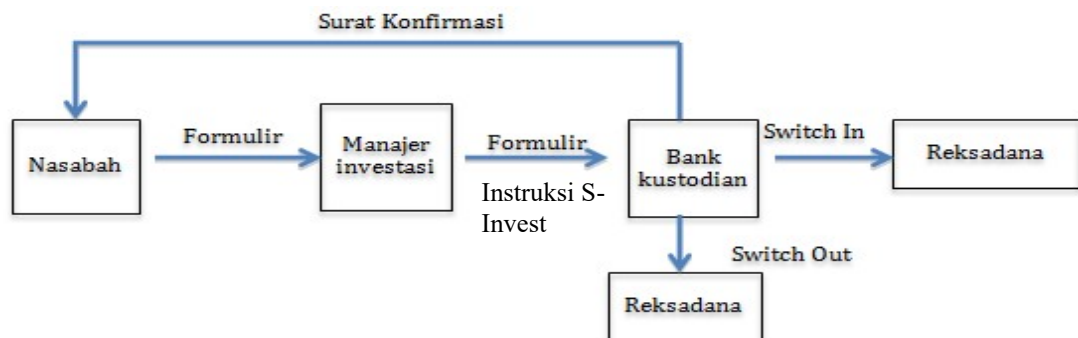 Surat Konfirmasi
Nasabah
Formulir
Manajer
investasi
Formulir
Instruksi S-
Invest
Bank
kustodian
Switch In
Reksadana
Switch Out
Reksadana